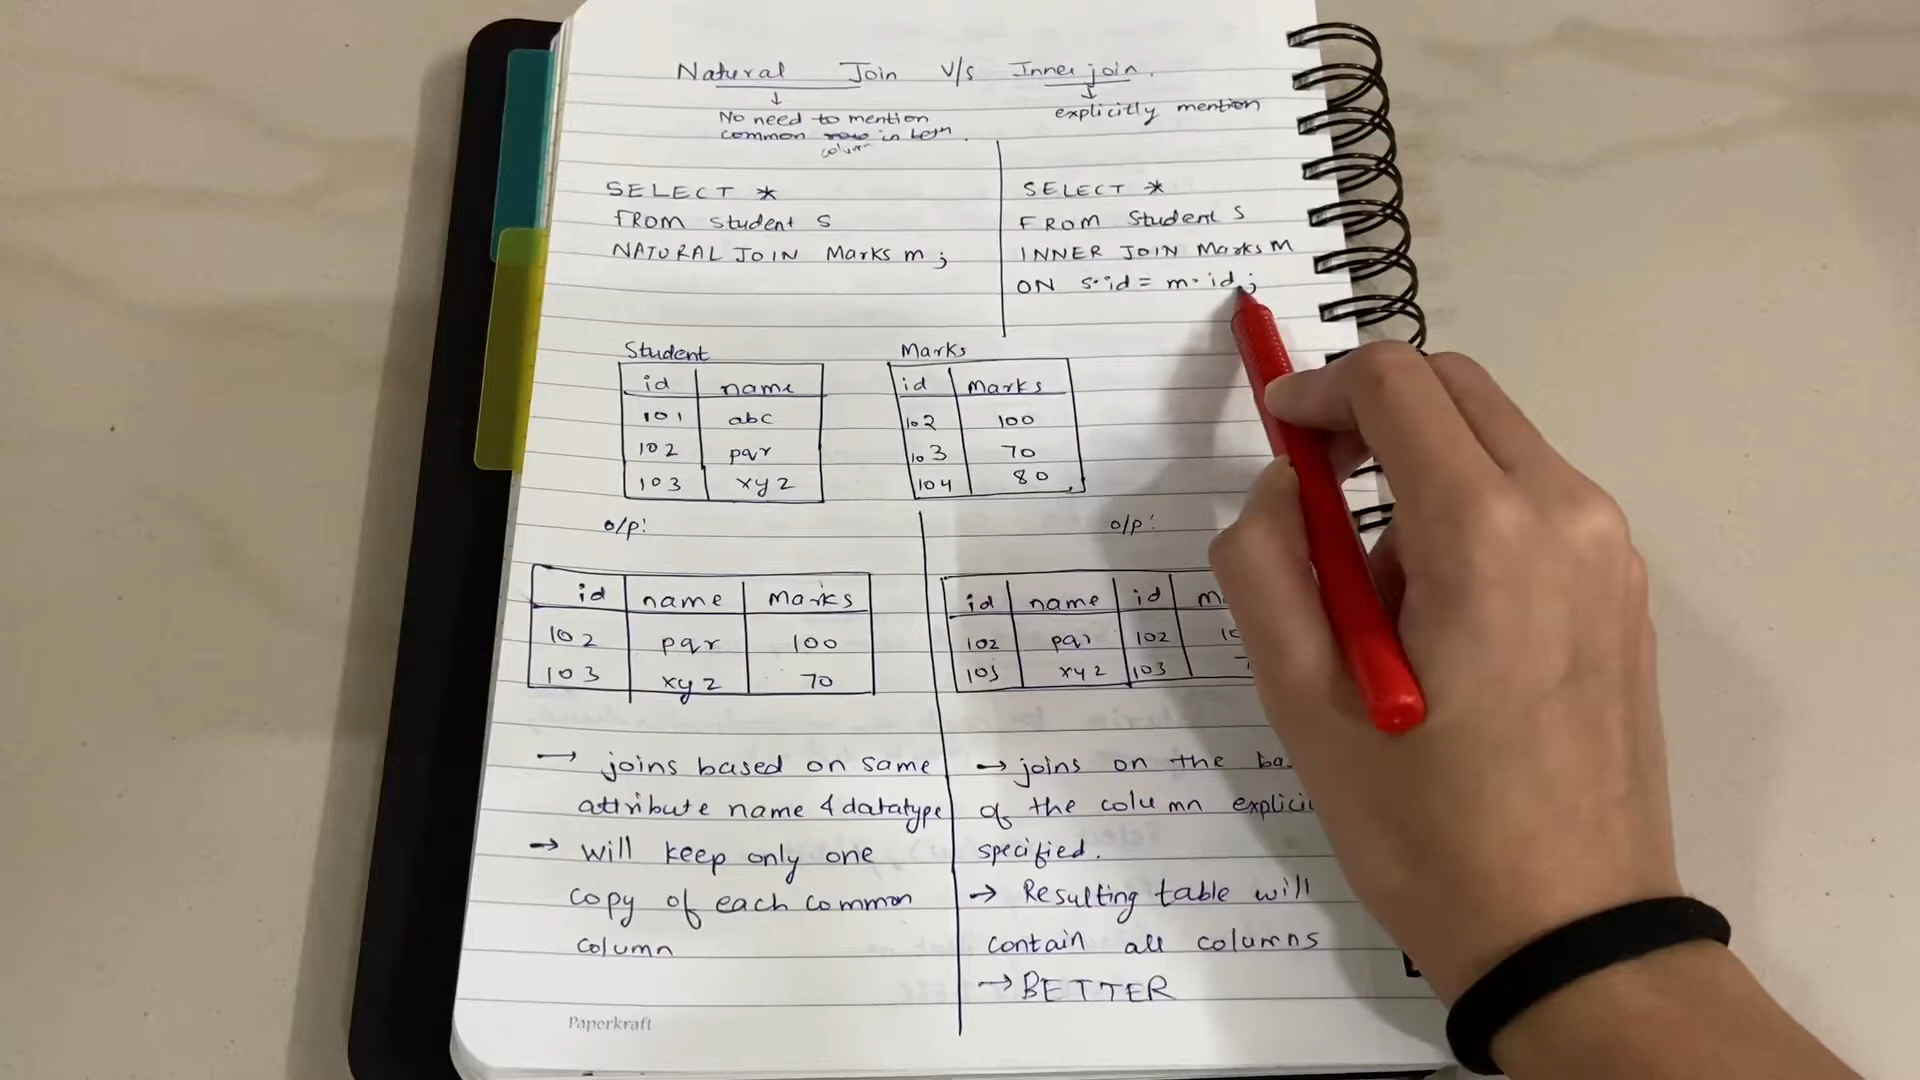 Natural Join v/s Inner join.
↓ ↓
No need to mention explicitly mention
common row in both.
column
SELECT *
FROM Student S
NATURAL JOIN Marks m;
SELECT *
FROM Student S
INNER JOIN Marks M
ON s.id = m.id;
Student
id name
101 abc
102 pqr
103 xyz
Marks
id Marks
102 100
103 70
104 80
o/p:
id name Marks
102 pqr 100
103 xyz 70
o/p:
id name id
102 pqr 102
103 xyz 103
→ joins based on same
attribute name & datatype
→ will keep only one
copy of each common
column
→ joins on the
of the column
specified.
→ Resulting table will
contain all columns
→ BETTER
Paperkraft